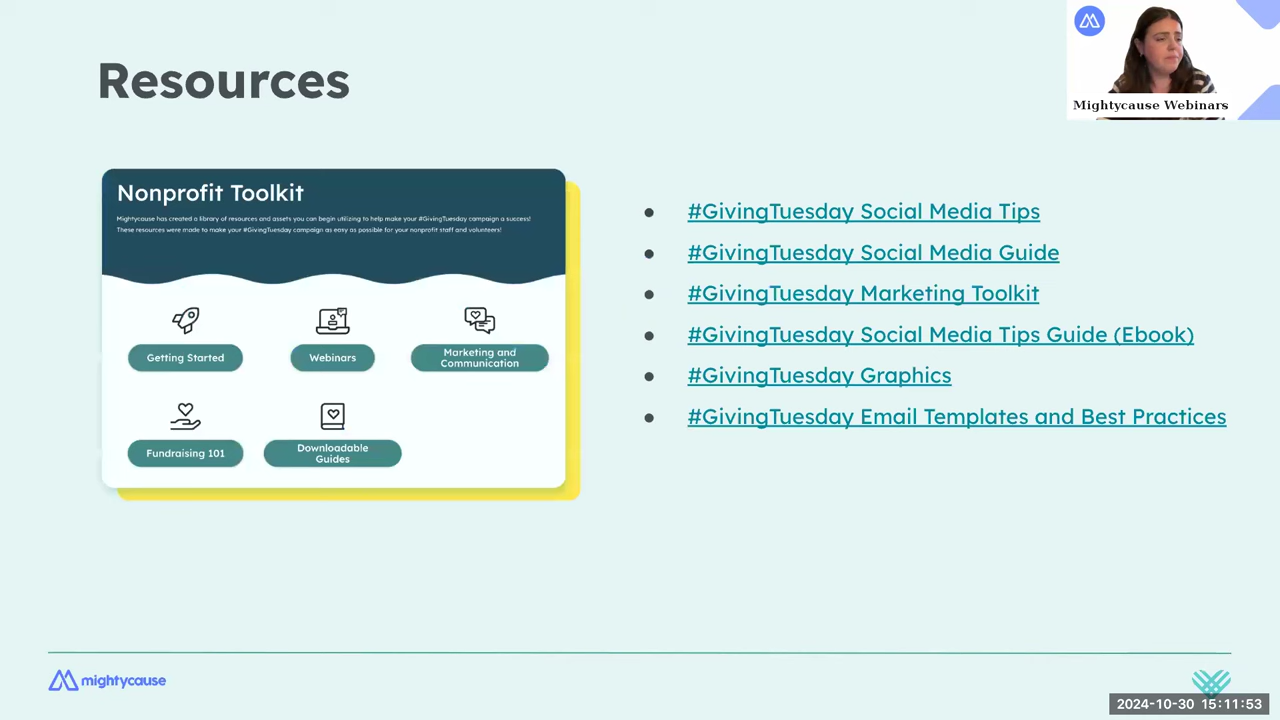 Resources
Mightycause Webinars
Nonprofit Toolkit
Mightycause has created a library of resources and assets you can begin utilizing to help make your #GivingTuesday campaign a success!
These resources were made to make your #GivingTuesday campaign as easy as possible for your nonprofit staff and volunteers!
Getting Started
Webinars
Marketing and
Communication
Fundraising 101
Downloadable
Guides
#GivingTuesday Social Media Tips
#GivingTuesday Social Media Guide
#GivingTuesday Marketing Toolkit
#GivingTuesday Social Media Tips Guide (Ebook)
#GivingTuesday Graphics
#GivingTuesday Email Templates and Best Practices
mightycause
2024-10-30 15:11:53